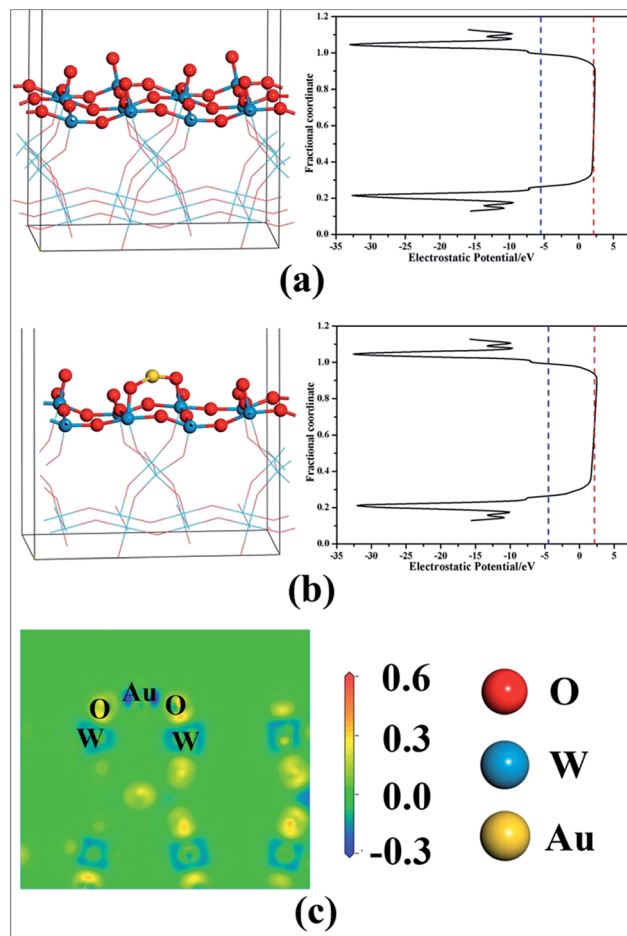 1.2
1.0
0.8
0.6
0.4
0.2
0.0
Fractional coordinate
-35 -30 -25 -20 -15 -10 -5 0 5
Electrostatic Potential/eV
(a)
1.2
1.0
0.8
0.6
0.4
0.2
0.0
Fractional coordinate
-35 -30 -25 -20 -15 -10 -5 0 5
Electrostatic Potential/eV
(b)
Au
O O
W W
0.6
0.3
0.0
-0.3
O
W
Au
(c)